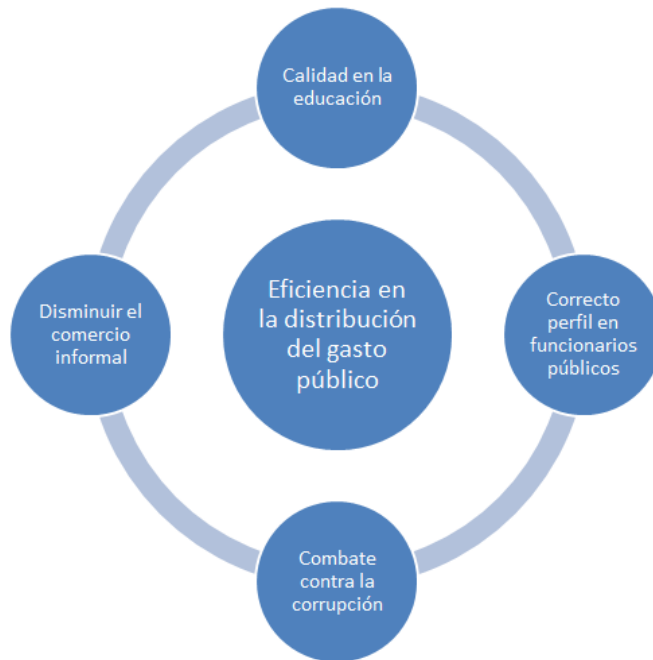 Calidad en la
educación
Eficiencia en
la distribución
del gasto
público
Disminuir el
comercio
informal
Correcto
perfil en
funcionarios
públicos
Combate
contra la
corrupción